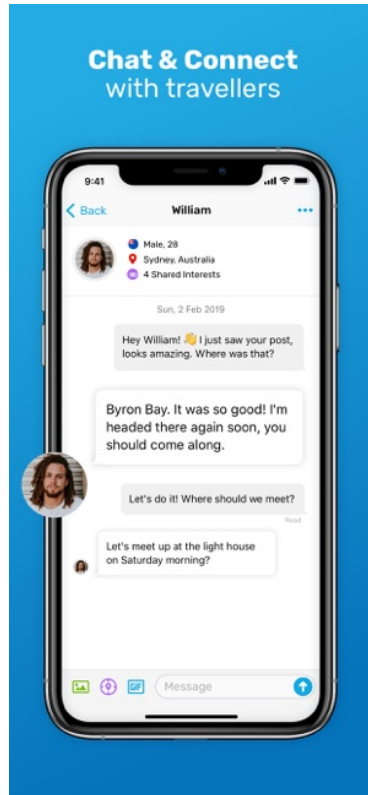 Chat & Connect
with travellers
9:41
Back
William
Male, 28
Sydney, Australia
4 Shared Interests
Sun, 2 Feb 2019
Hey William! 👋 I just saw your post,
looks amazing. Where was that?
Byron Bay. It was so good! I'm
headed there again soon, you
should come along.
Let's do it! Where should we meet?
Read
Let's meet up at the light house
on Saturday morning?
GIF
Message